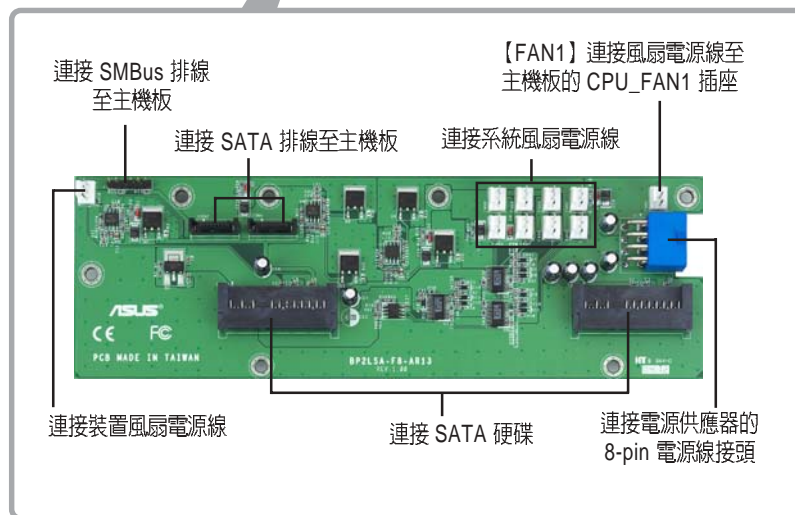 【FAN1】連接風扇電源線至
主機板的 CPU_FAN1 插座
連接 SMBus 排線
至主機板
連接 SATA 排線至主機板
連接系統風扇電源線
ASUS
CE FC
PCB MADE IN TAIWAN
BP2LSA-FB-AR13
REV 1.00
連接裝置風扇電源線
連接 SATA 硬碟
連接電源供應器的
8-pin 電源線接頭